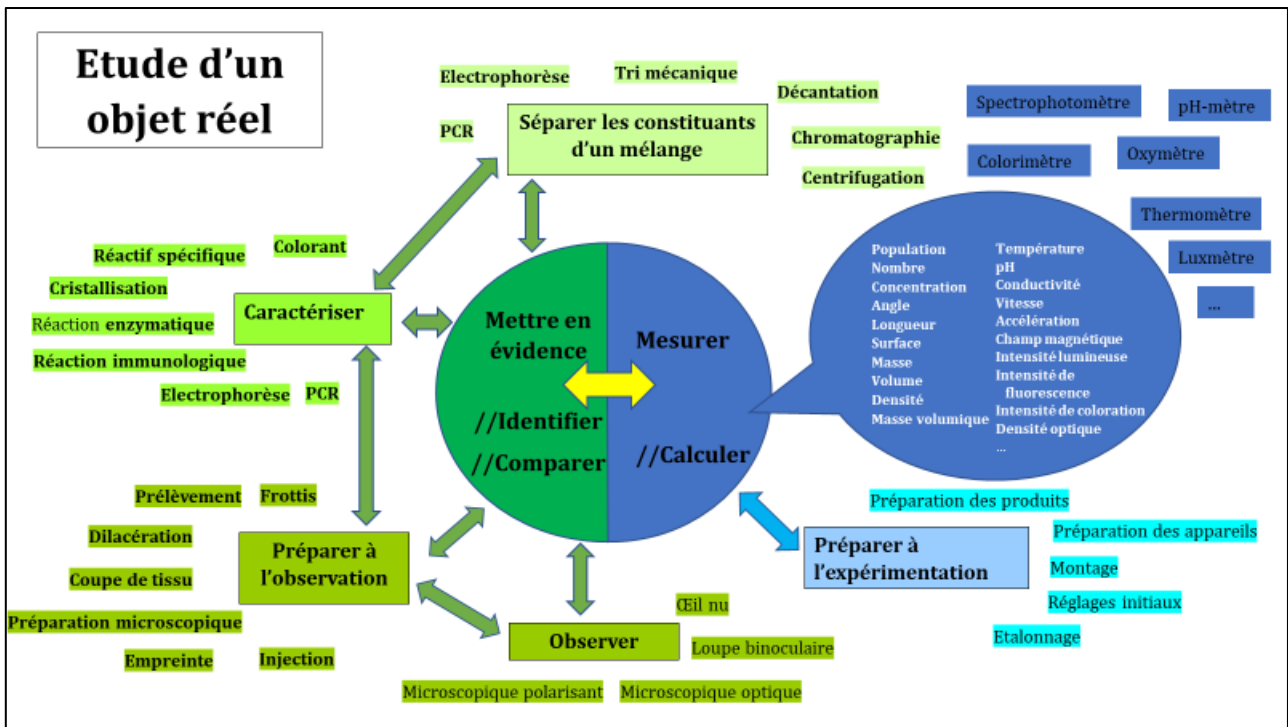 Etude d'un
objet réel
Electrophorèse
Tri mécanique
Décantation
PCR
Séparer les constituants
d'un mélange
Chromatographie
Centrifugation
Spectrophotomètre
pH-mètre
Colorimètre
Oxymètre
Thermomètre
Luxmètre
...
Colorant
Réactif spécifique
Cristallisation
Réaction enzymatique
Réaction immunologique
Electrophorèse
PCR
Caractériser
Mettre en
évidence
//Identifier
//Comparer
Mesurer
//Calculer
Population
Nombre
Concentration
Angle
Longueur
Surface
Masse
Volume
Densité
Masse volumique
Température
pH
Conductivité
Vitesse
Accélération
Champ magnétique
Intensité lumineuse
Intensité de
fluorescence
Intensité de coloration
Densité optique
...
Prélèvement
Frottis
Dilacération
Coupe de tissu
Préparation microscopique
Empreinte
Injection
Préparer à
l'observation
Observer
Œil nu
Loupe binoculaire
Microscopique polarisant
Microscopique optique
Préparer à
l'expérimentation
Préparation des produits
Préparation des appareils
Montage
Réglages initiaux
Etalonnage